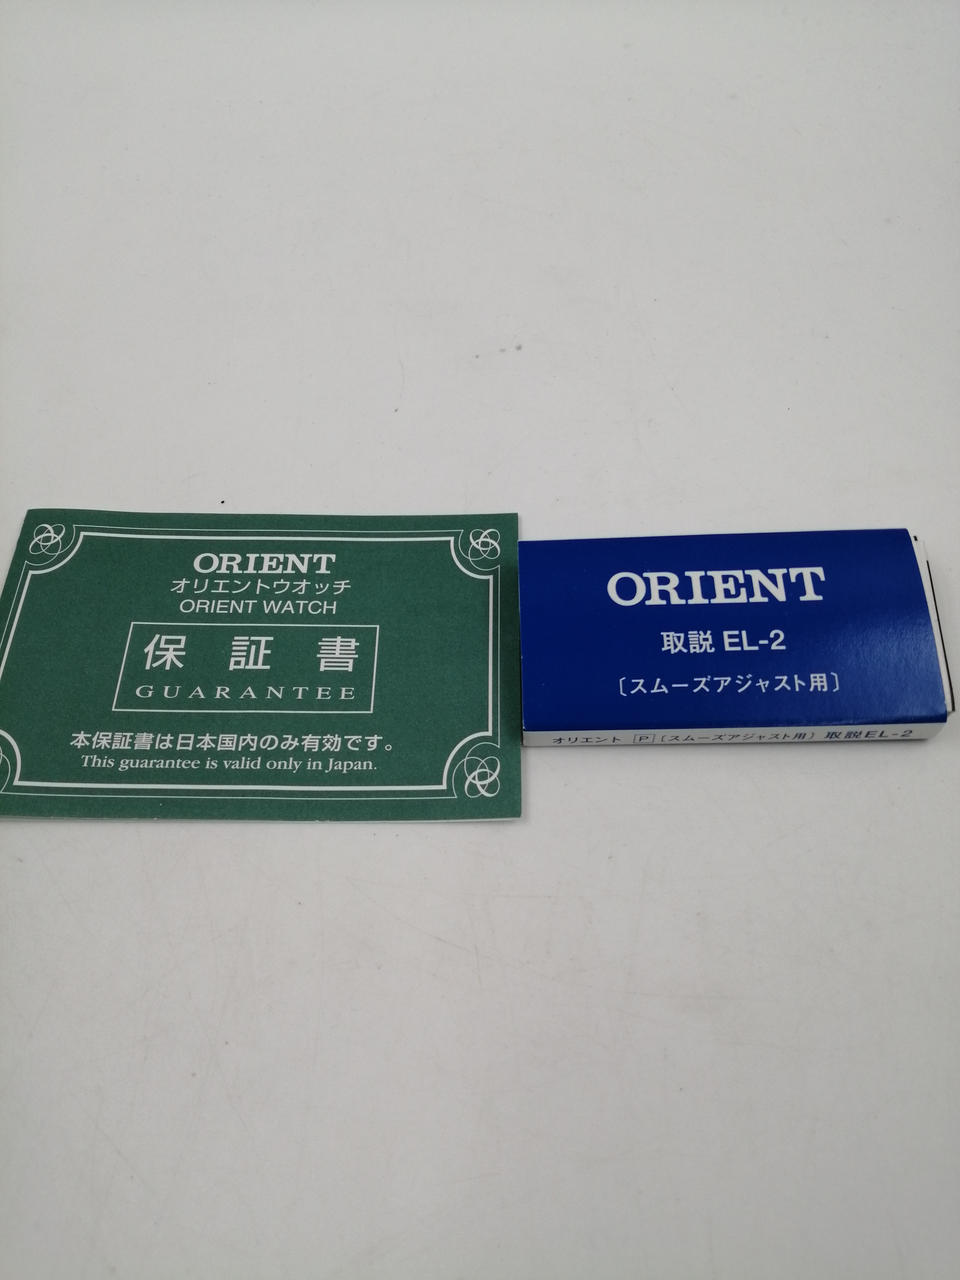 ORIENT
オリエントウオッチ
ORIENT WATCH
保 証 書
GUARANTEE
本保証書は日本国内のみ有効です。
This guarantee is valid only in Japan.
ORIENT
取説 EL-2
〔スムーズアジャスト用〕
オリエント [P]〔スムーズアジャスト用〕取説EL-2